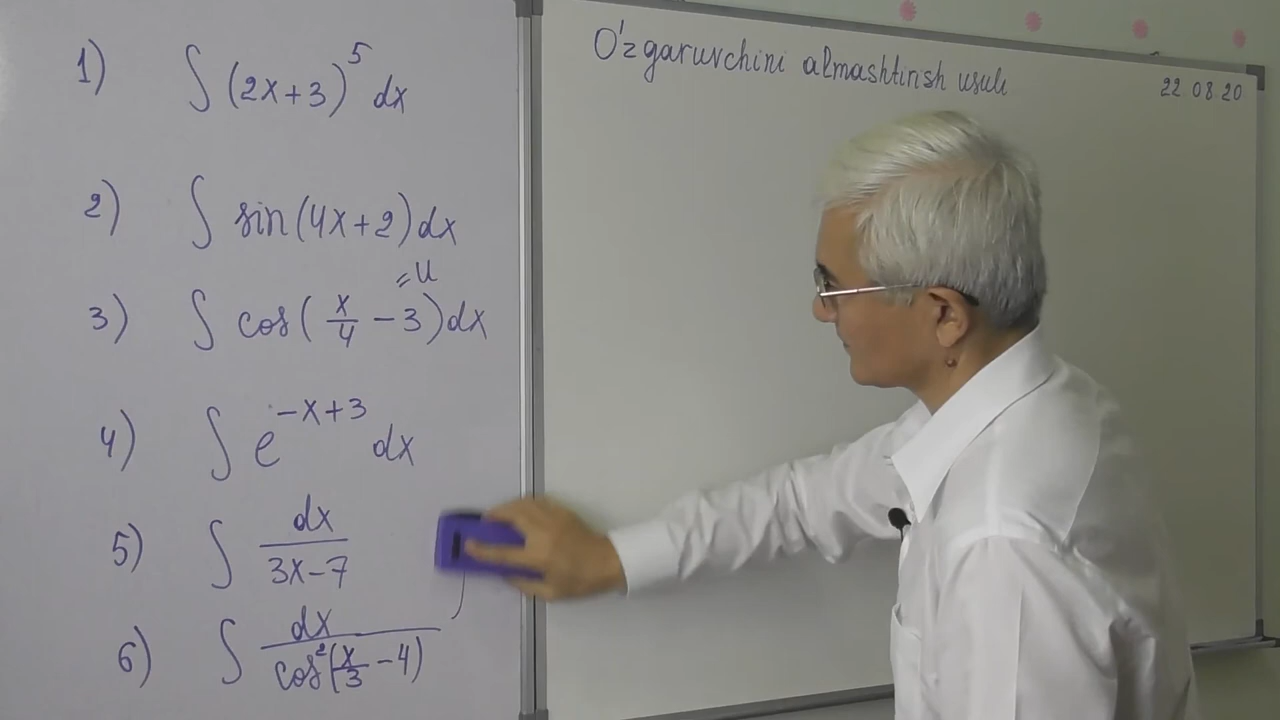 1) ∫ (2x+3)⁵ dx
2) ∫ sin(4x+2)dx
= u
3) ∫ cos(x/4 − 3)dx
4) ∫ e^(−x+3) dx
5) ∫ dx/(3x−7)
6) ∫ dx/cos²(x/3 − 4)
O'zgaruvchini almashtirish usuli
22.08.20